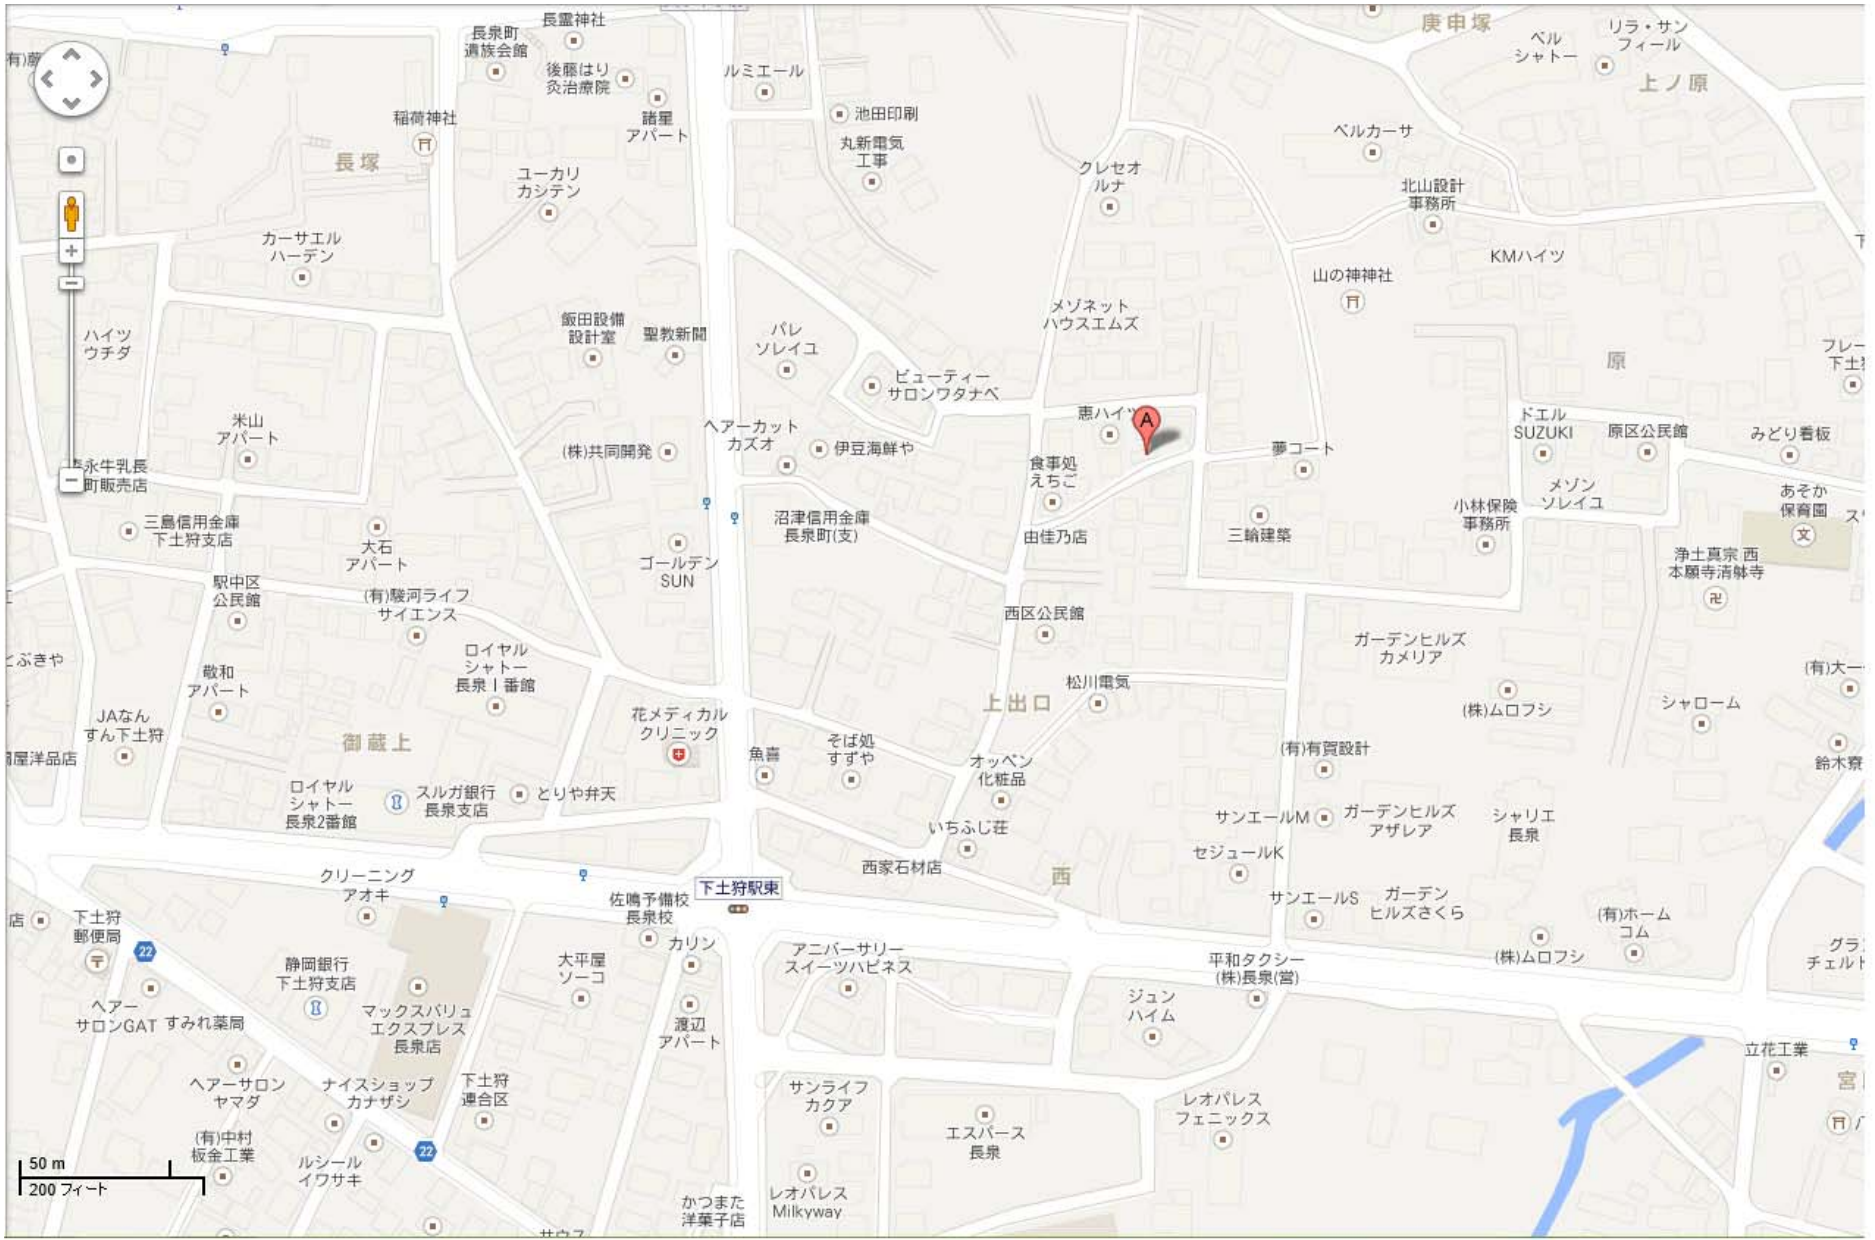 長霊神社
長泉町
遺族会館
後藤はり
灸治療院
諸星
アパート
ルミエール
池田印刷
丸新電気
工事
稲荷神社
長塚
ユーカリ
カシテン
カーサエル
ハーデン
クレセオ
ルナ
庚申塚
ベル
シャトー
リラ・サン
フィール
上ノ原
ベルカーサ
北山設計
事務所
KMハイツ
山の神神社
メゾネット
ハウスエムズ
ハイツ
ウチダ
飯田設備
設計室
聖教新聞
パレ
ソレイユ
ビューティー
サロンワタナベ
原
フレー
米山
アパート
(株)共同開発
ヘアーカット
カズオ
伊豆海鮮や
恵ハイツ
A
食事処
えちご
夢コート
ドエル
SUZUKI
原区公民館
みどり看板
永牛乳長
町販売店
三島信用金庫
下土狩支店
大石
アパート
ゴールデン
SUN
沼津信用金庫
長泉町(支)
由佳乃店
三輪建築
小林保険
事務所
メゾン
ソレイユ
あそか
保育園
文
浄土真宗 西
本願寺清躰寺
卍
駅中区
公民館
(有)駿河ライフ
サイエンス
西区公民館
ガーデンヒルズ
カメリア
とぶきや
敬和
アパート
ロイヤル
シャトー
長泉Ⅰ番館
上出口
松川電気
(株)ムロフシ
シャローム
(有)大一
JAなん
すん下土狩
御蔵上
花メディカル
クリニック
魚喜
そば処
すずや
オッペン
化粧品
(有)有賀設計
鈴木寮
屋洋品店
ロイヤル
シャトー
長泉2番館
スルガ銀行
長泉支店
とりや弁天
いちふじ荘
サンエールM
ガーデンヒルズ
アザレア
シャリエ
長泉
西家石材店
西
セジュールK
クリーニング
アオキ
下土狩駅東
佐鳴予備校
長泉校
サンエールS
ガーデン
ヒルズさくら
(有)ホーム
コム
店
下土狩
郵便局
22
静岡銀行
下土狩支店
大平屋
ソーコ
カリン
アニバーサリー
スイーツハピネス
平和タクシー
(株)長泉(営)
(株)ムロフシ
グラ
チェルト
ヘアー
サロンGAT
すみれ薬局
マックスバリュ
エクスプレス
長泉店
渡辺
アパート
ジュン
ハイム
立花工業
ヘアーサロン
ヤマダ
ナイスショップ
カナザシ
下土狩
連合区
サンライフ
カクア
エスパース
長泉
レオパレス
フェニックス
宮
(有)中村
板金工業
22
ルシール
イワサキ
50 m
200 フィート
かつまた
洋菓子店
レオパレス
Milkyway